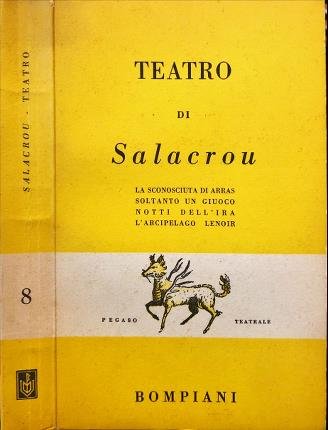 SALACROU - TEATRO
8
TEATRO
DI
Salacrou
LA SCONOSCIUTA DI ARRAS
SOLTANTO UN GIUOCO
NOTTI DELL'IRA
L'ARCIPELAGO LENOIR
PEGASO TEATRALE
BOMPIANI